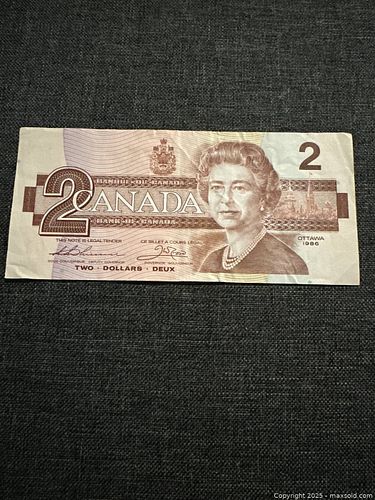 2
BANQUE • DU • CANADA
2 CANADA
BANK • OF • CANADA
THIS NOTE IS LEGAL TENDER
CE BILLET A COURS LÉGAL
OTTAWA
1986
TWO • DOLLARS • DEUX
Copyright 2025 - maxsold.com